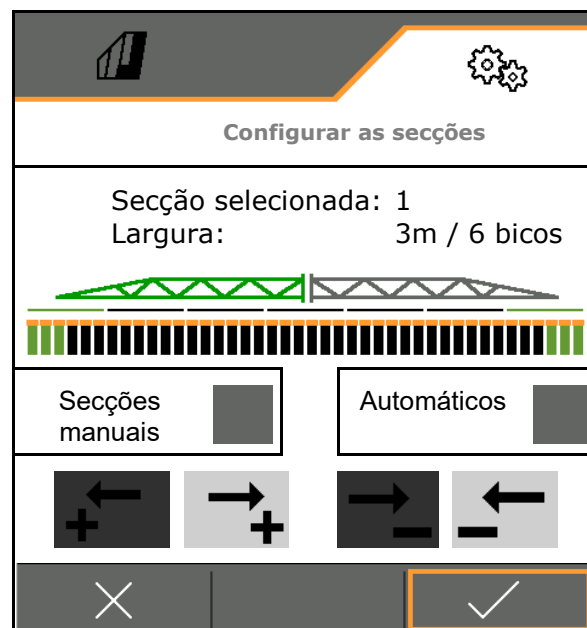 Configurar as secções
Secção selecionada: 1
Largura: 3m / 6 bicos
Secções
manuais
Automáticos